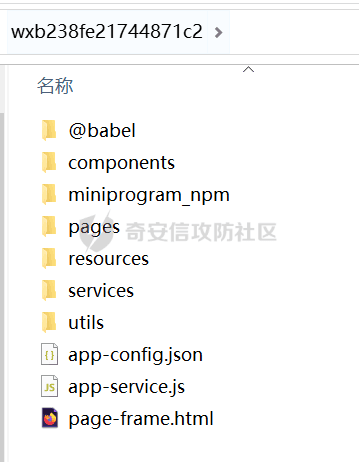 wxb238fe21744871c2
名称
@babel
components
miniprogram_npm
奇安信攻防社区
pages
resources
services
utils
app-config.json
app-service.js
page-frame.html